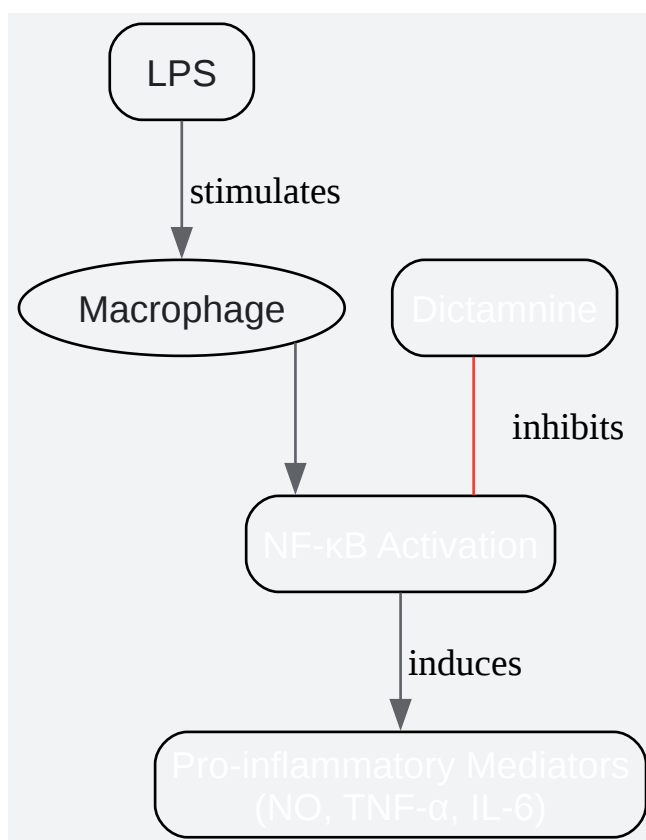 LPS
stimulates
Macrophage
Dictamnine
inhibits
NF-κB Activation
induces
Pro-inflammatory Mediators
(NO, TNF-α, IL-6)